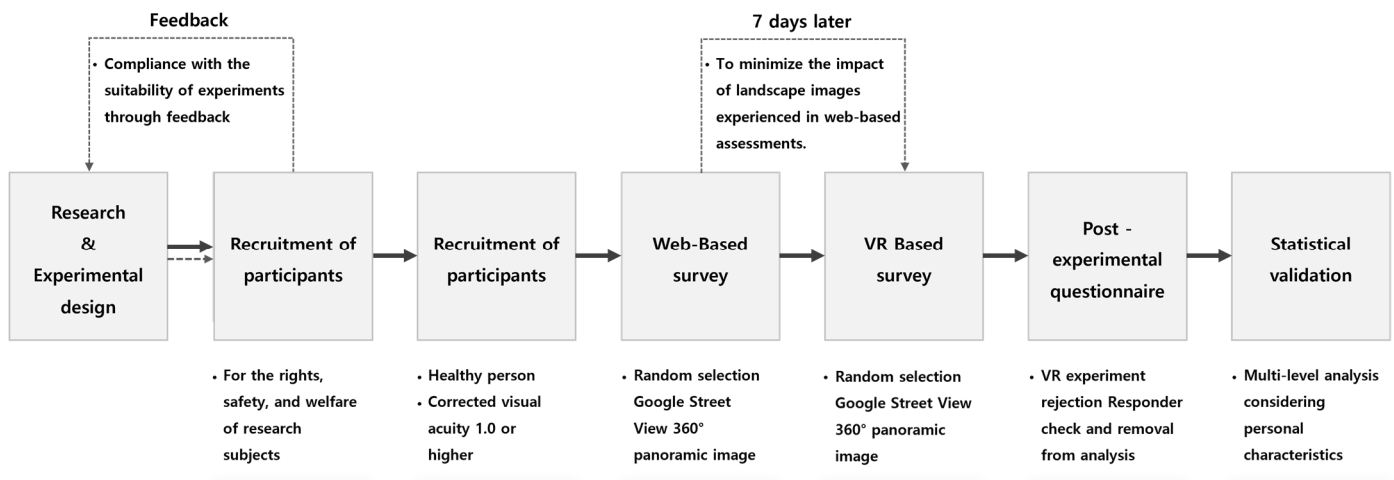 Feedback
• Compliance with the
suitability of experiments
through feedback
7 days later
• To minimize the impact
of landscape images
experienced in web-based
assessments.
Research
&
Experimental
design
Recruitment of
participants
Recruitment of
participants
Web-Based
survey
VR Based
survey
Post -
experimental
questionnaire
Statistical
validation
• For the rights,
safety, and welfare
of research
subjects
• Healthy person
• Corrected visual
acuity 1.0 or
higher
• Random selection
Google Street
View 360°
panoramic image
• Random selection
Google Street View
360° panoramic
image
• VR experiment
rejection Responder
check and removal
from analysis
• Multi-level analysis
considering
personal
characteristics